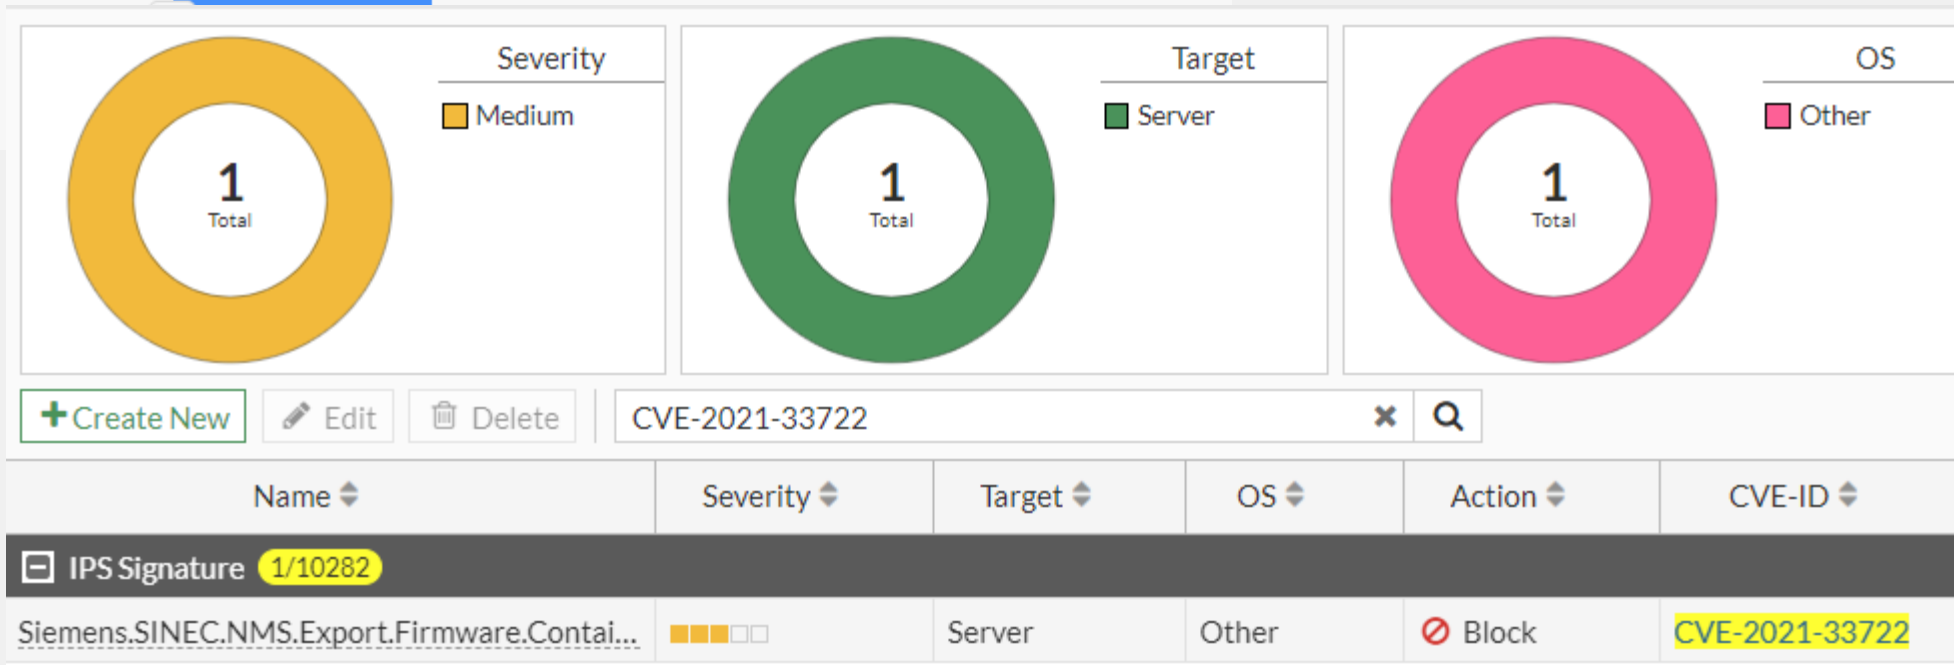 Severity
Medium
1
Total
Target
Server
1
Total
OS
Other
1
Total
+ Create New Edit Delete CVE-2021-33722
Name Severity Target OS Action CVE-ID
IPS Signature 1/10282
Siemens.SINEC.NMS.Export.Firmware.Contai... Server Other Block CVE-2021-33722